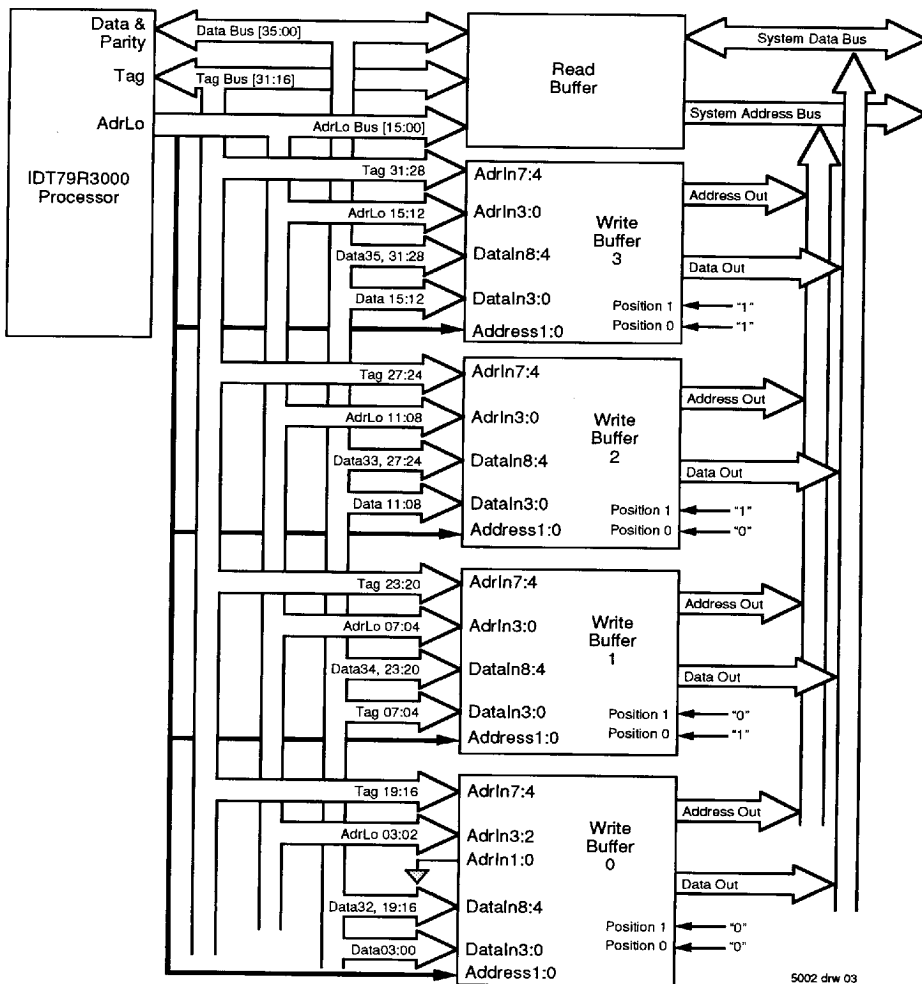 Data &
Parity
Tag
AdrLo
IDT79R3000
Processor
Data Bus [35:00]
Tag Bus [31:16]
AdrLo Bus [15:00]
Read
Buffer
System Data Bus
System Address Bus
Tag 31:28
AdrLo 15:12
Data35, 31:28
Data 15:12
AdrIn7:4
AdrIn3:0
DataIn8:4
DataIn3:0
Address1:0
Write
Buffer
3
Position 1
Position 0
Address Out
Data Out
"1"
"1"
Tag 27:24
AdrLo 11:08
Data33, 27:24
Data 11:08
AdrIn7:4
AdrIn3:0
DataIn8:4
DataIn3:0
Address1:0
Write
Buffer
2
Position 1
Position 0
Address Out
Data Out
"1"
"0"
Tag 23:20
AdrLo 07:04
Data34, 23:20
Tag 07:04
AdrIn7:4
AdrIn3:0
DataIn8:4
DataIn3:0
Address1:0
Write
Buffer
1
Position 1
Position 0
Address Out
Data Out
"0"
"1"
Tag 19:16
AdrLo 03:02
Data32, 19:16
Data03:00
AdrIn7:4
AdrIn3:2
AdrIn1:0
DataIn8:4
DataIn3:0
Address1:0
Write
Buffer
0
Position 1
Position 0
Address Out
Data Out
"0"
"0"
5002 drw 03